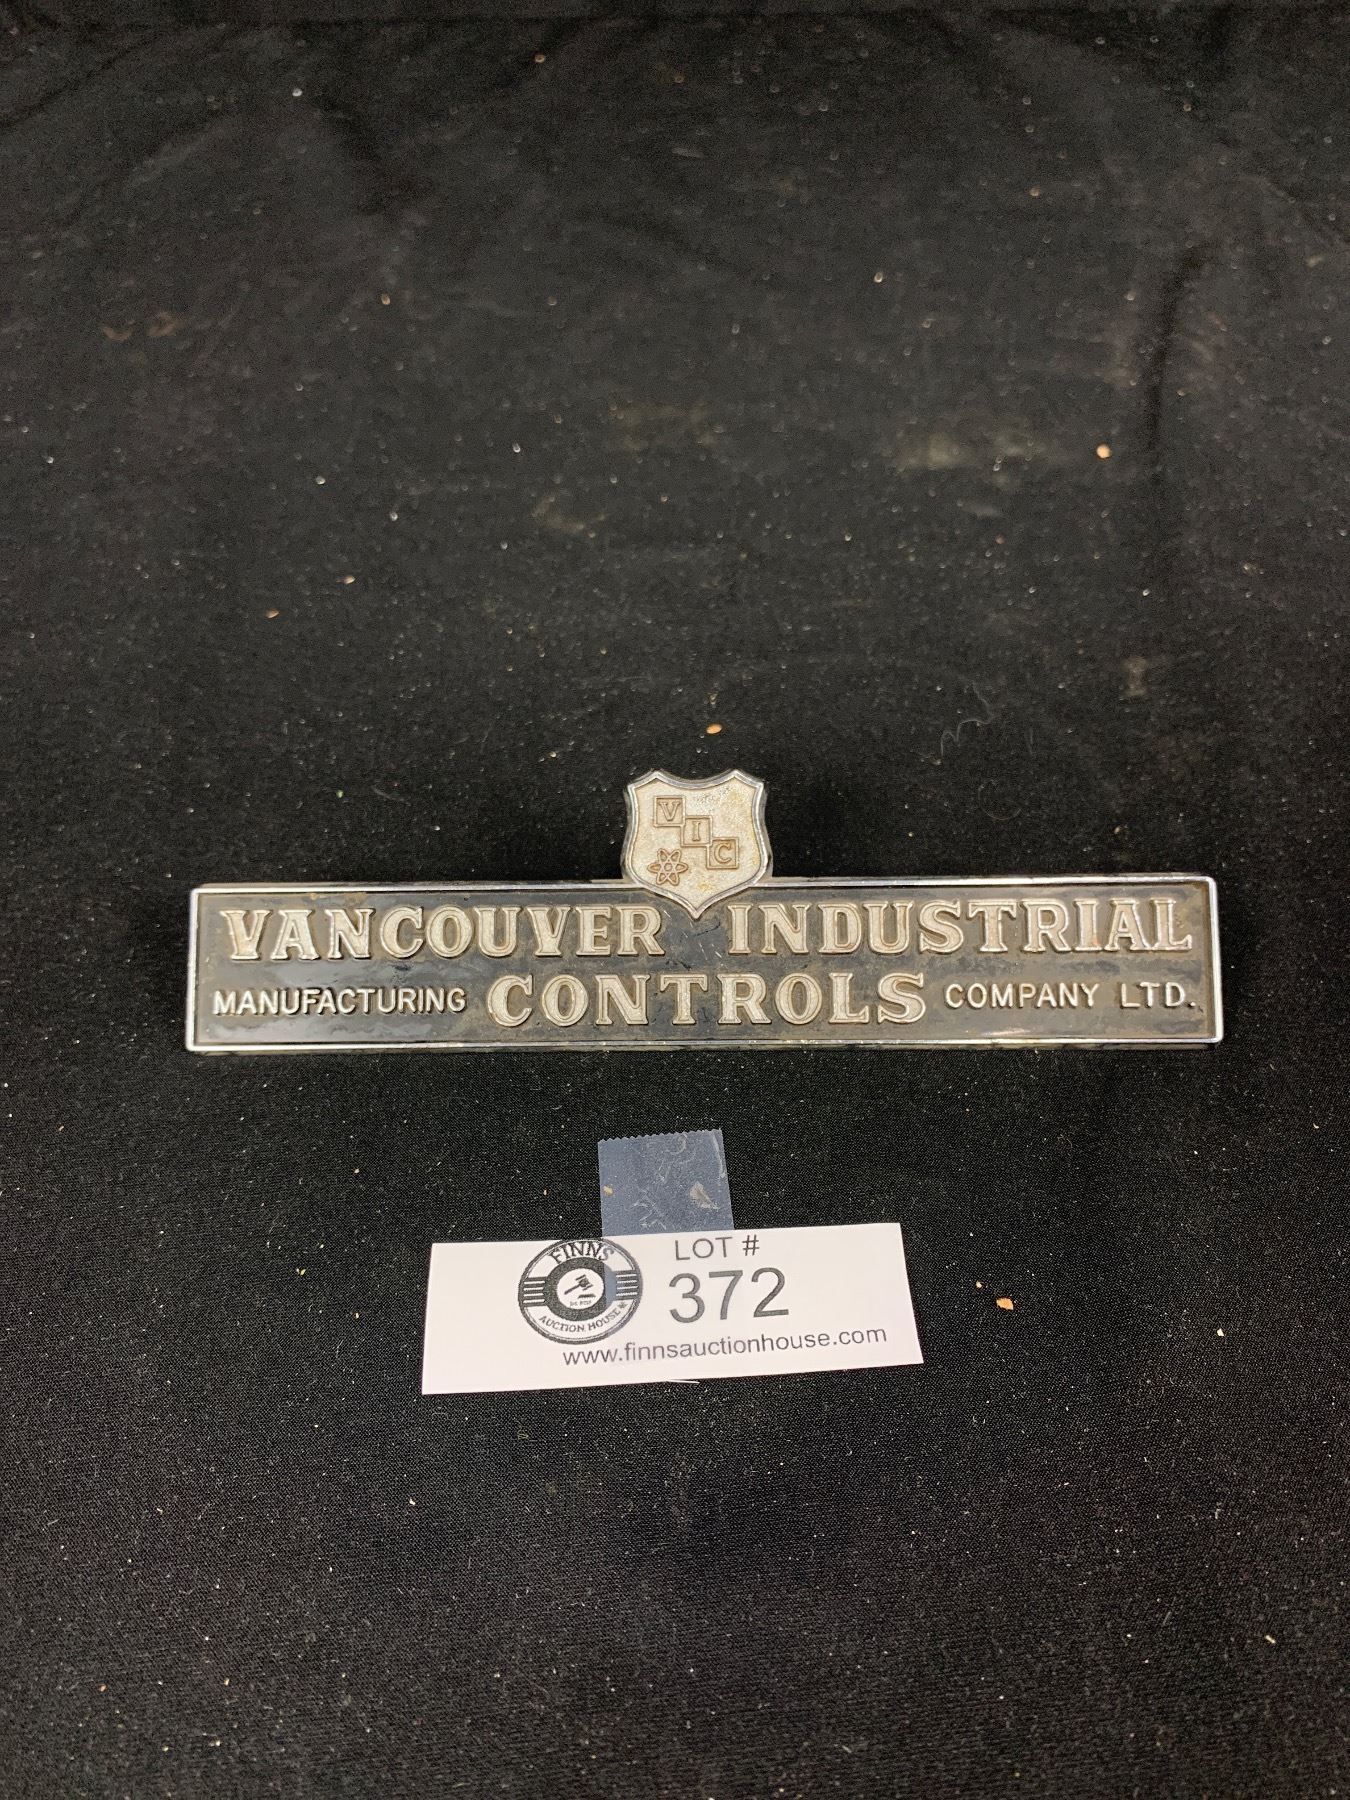 V
I
C
VANCOUVER INDUSTRIAL
MANUFACTURING CONTROLS COMPANY LTD.
FINNS
AUCTION HOUSE
LOT #
372
www.finnsauctionhouse.com